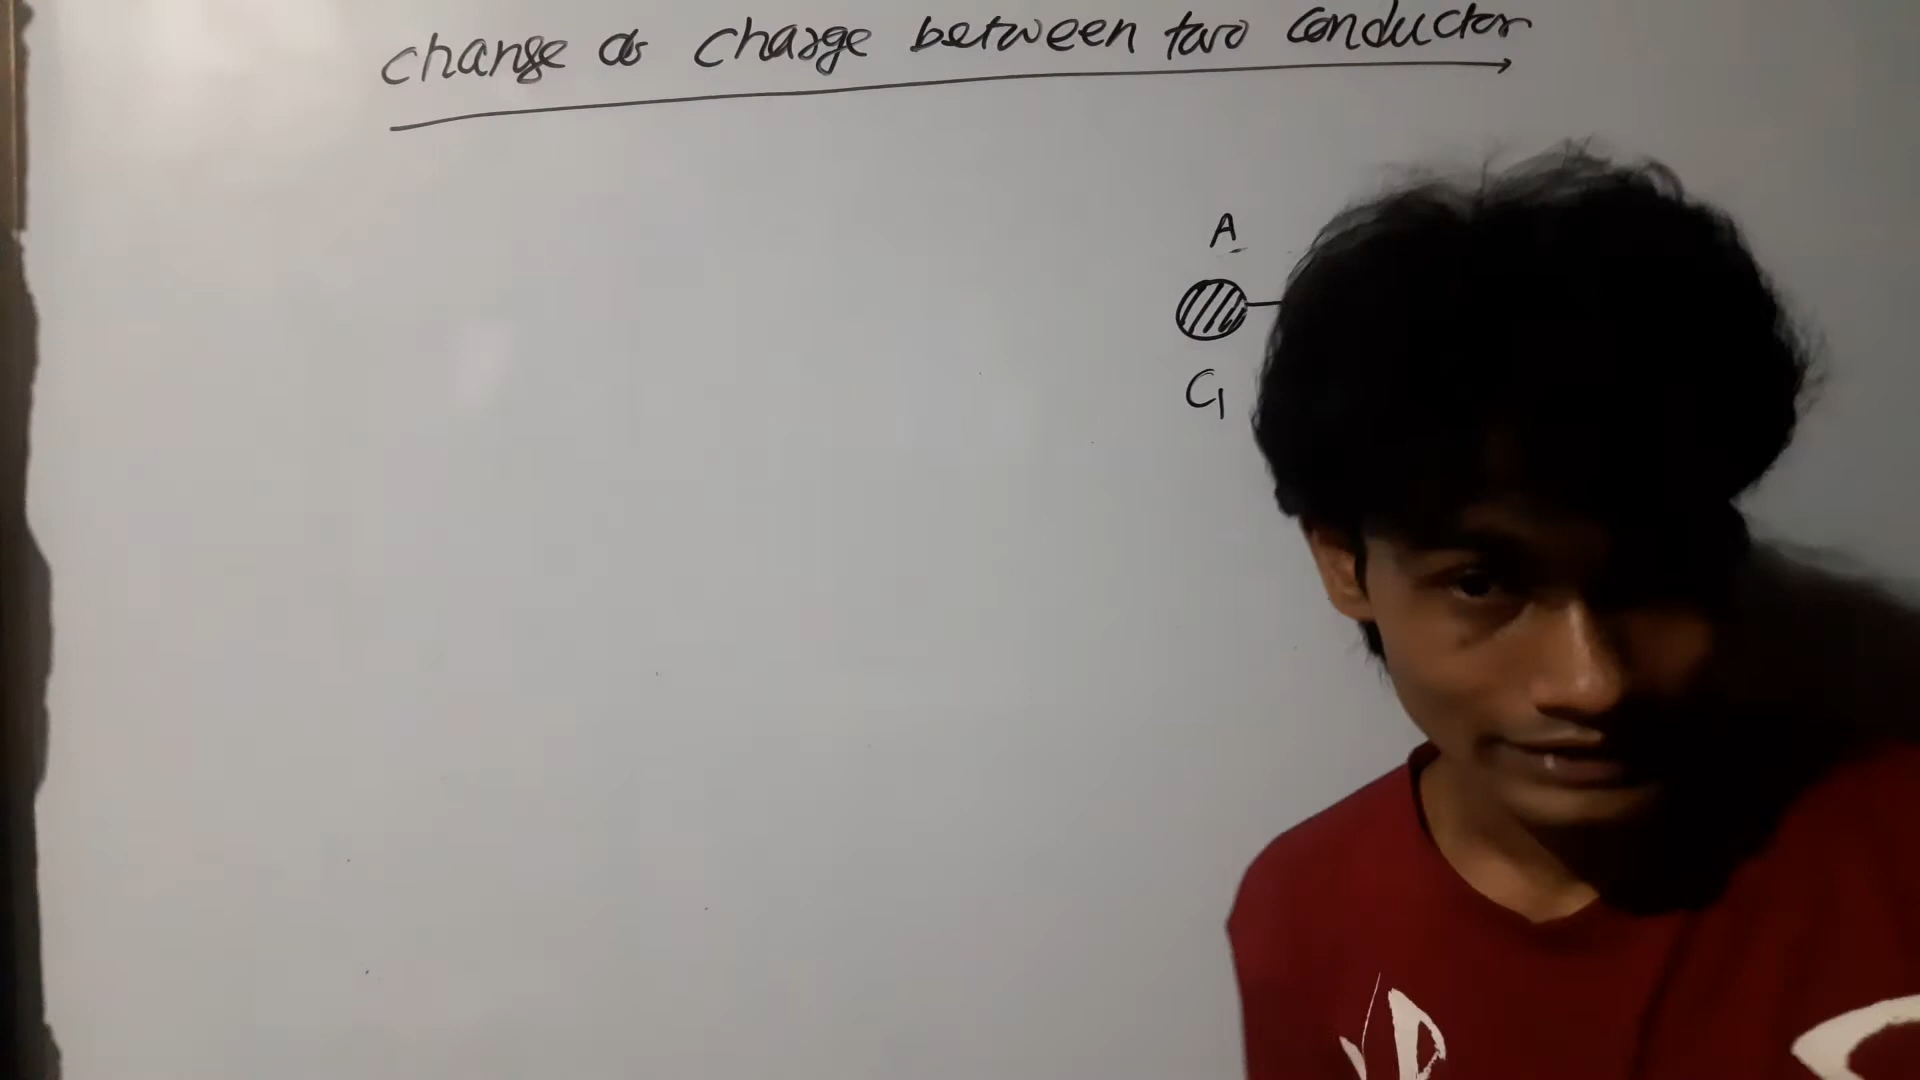 change of charge between two conductor
A
C1